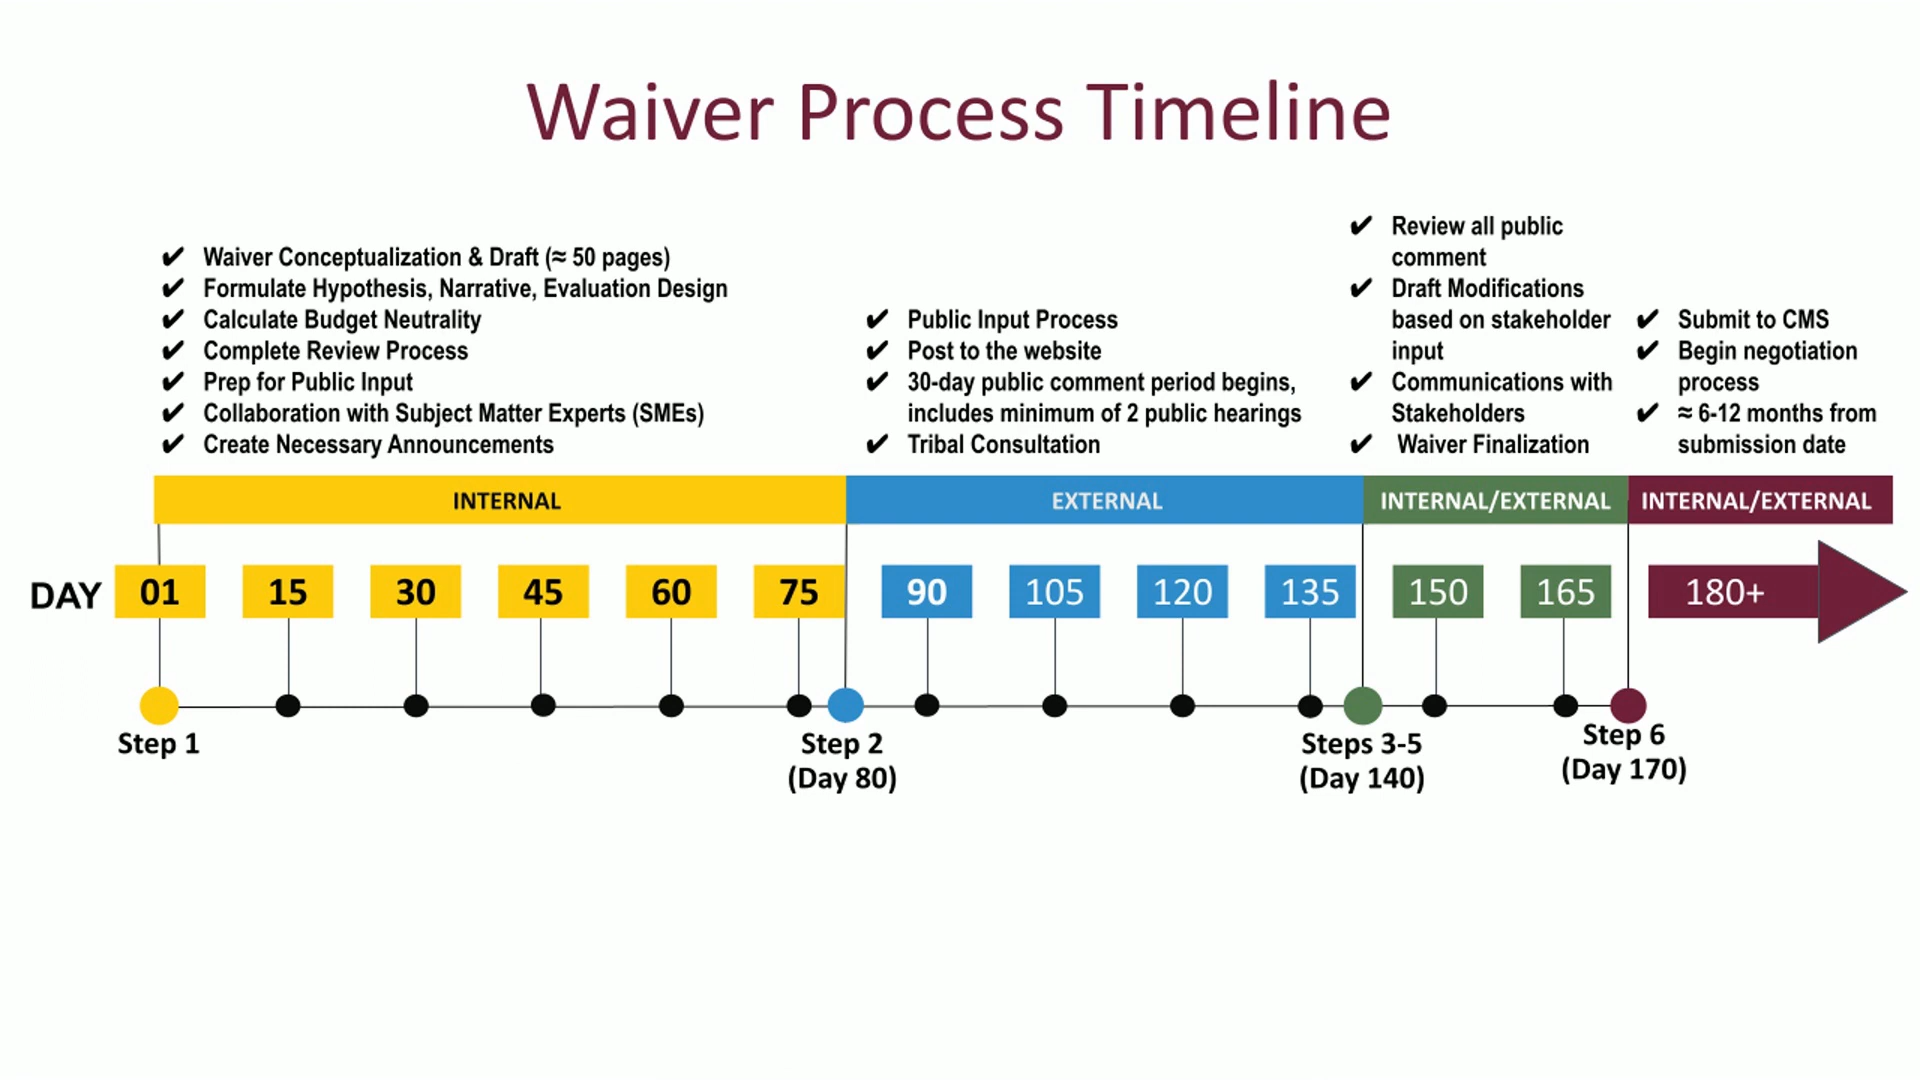 Waiver Process Timeline
✔ Waiver Conceptualization & Draft (≈ 50 pages)
✔ Formulate Hypothesis, Narrative, Evaluation Design
✔ Calculate Budget Neutrality
✔ Complete Review Process
✔ Prep for Public Input
✔ Collaboration with Subject Matter Experts (SMEs)
✔ Create Necessary Announcements
✔ Public Input Process
✔ Post to the website
✔ 30-day public comment period begins,
includes minimum of 2 public hearings
✔ Tribal Consultation
✔ Review all public
comment
✔ Draft Modifications
based on stakeholder
input
✔ Communications with
Stakeholders
✔ Waiver Finalization
✔ Submit to CMS
✔ Begin negotiation
process
✔ ≈ 6-12 months from
submission date
INTERNAL
EXTERNAL
INTERNAL/EXTERNAL
INTERNAL/EXTERNAL
DAY 01 15 30 45 60 75 90 105 120 135 150 165 180+
Step 1
Step 2
(Day 80)
Steps 3-5
(Day 140)
Step 6
(Day 170)